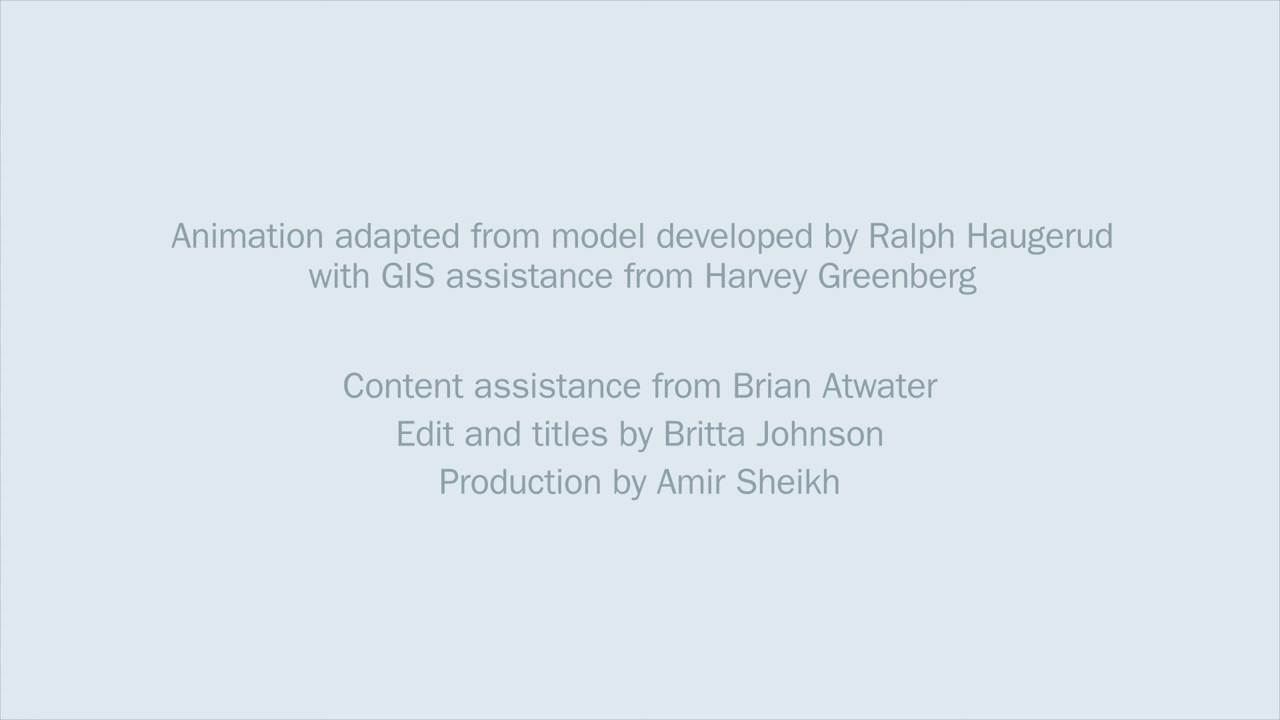 Animation adapted from model developed by Ralph Haugerud
with GIS assistance from Harvey Greenberg
Content assistance from Brian Atwater
Edit and titles by Britta Johnson
Production by Amir Sheikh